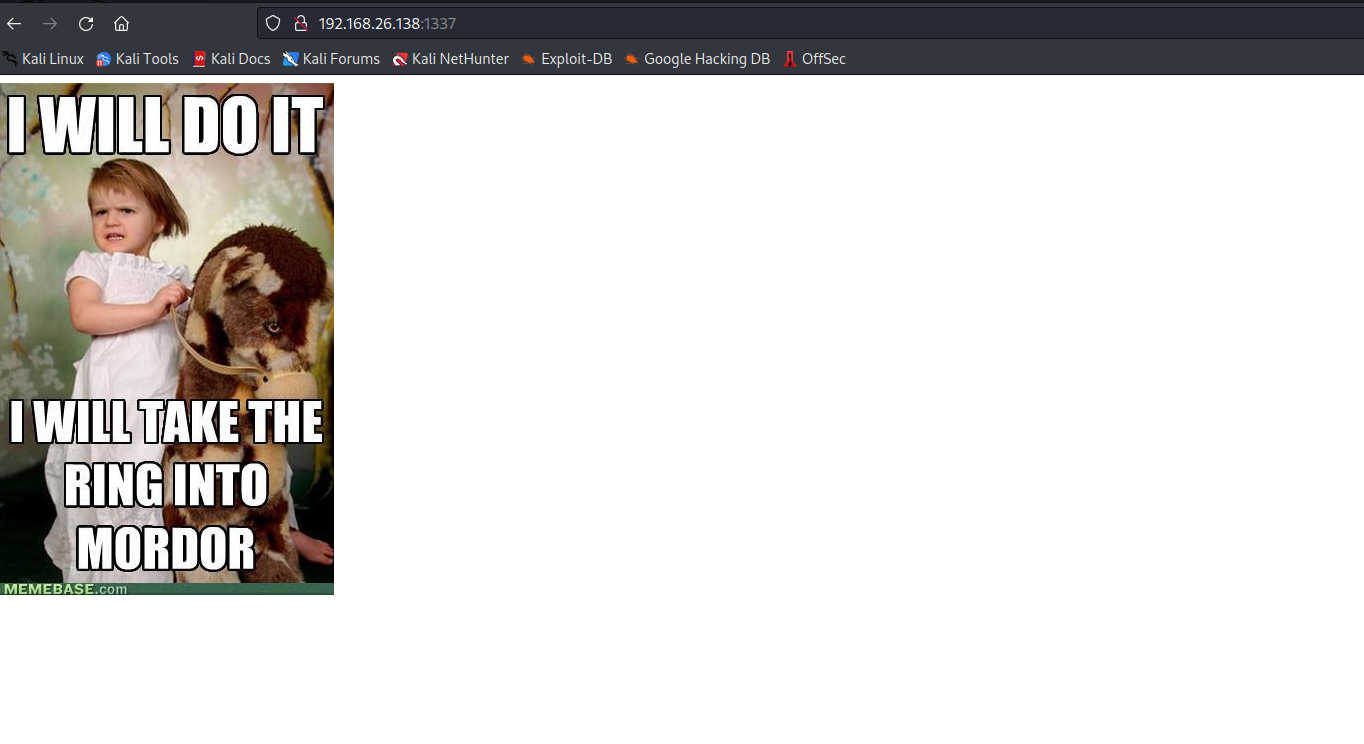 192.168.26.138:1337
Kali Linux Kali Tools Kali Docs Kali Forums Kali NetHunter Exploit-DB Google Hacking DB OffSec
I WILL DO IT
I WILL TAKE THE
RING INTO
MORDOR
MEMEBASE.com